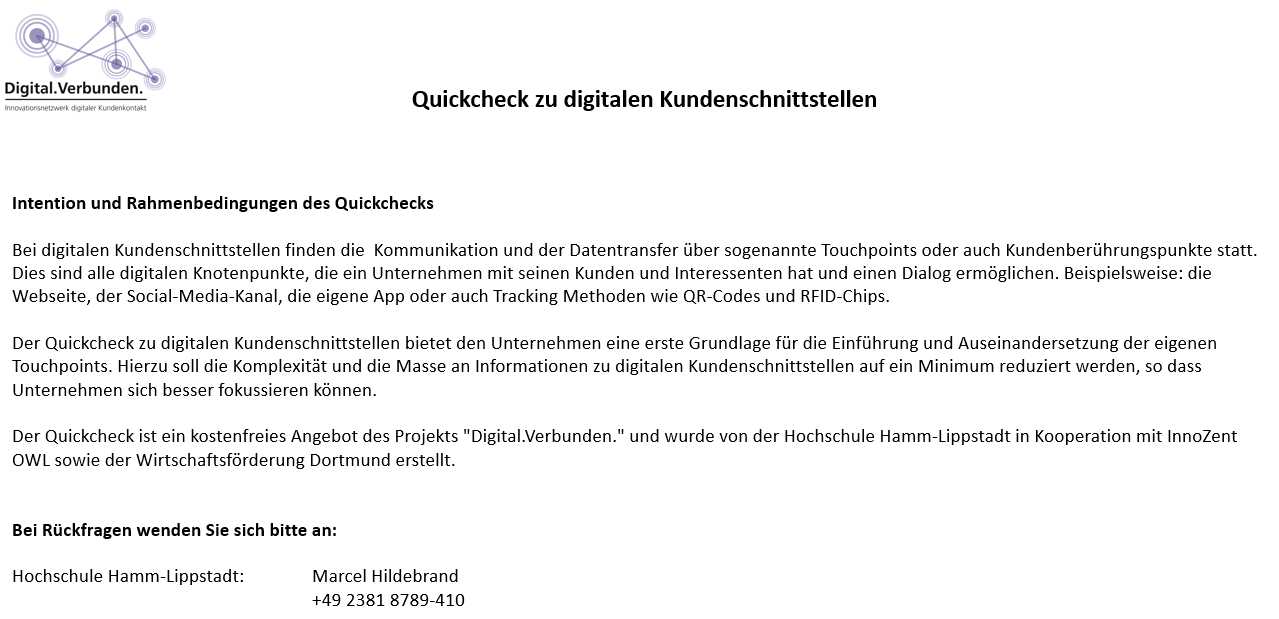 Digital.Verbunden.
Innovationsnetzwerk digitaler Kundenkontakt
Quickcheck zu digitalen Kundenschnittstellen
Intention und Rahmenbedingungen des Quickchecks
Bei digitalen Kundenschnittstellen finden die  Kommunikation und der Datentransfer über sogenannte Touchpoints oder auch Kundenberührungspunkte statt.
Dies sind alle digitalen Knotenpunkte, die ein Unternehmen mit seinen Kunden und Interessenten hat und einen Dialog ermöglichen. Beispielsweise: die
Webseite, der Social-Media-Kanal, die eigene App oder auch Tracking Methoden wie QR-Codes und RFID-Chips.
Der Quickcheck zu digitalen Kundenschnittstellen bietet den Unternehmen eine erste Grundlage für die Einführung und Auseinandersetzung der eigenen
Touchpoints. Hierzu soll die Komplexität und die Masse an Informationen zu digitalen Kundenschnittstellen auf ein Minimum reduziert werden, so dass
Unternehmen sich besser fokussieren können.
Der Quickcheck ist ein kostenfreies Angebot des Projekts "Digital.Verbunden." und wurde von der Hochschule Hamm-Lippstadt in Kooperation mit InnoZent
OWL sowie der Wirtschaftsförderung Dortmund erstellt.
Bei Rückfragen wenden Sie sich bitte an:
Hochschule Hamm-Lippstadt: Marcel Hildebrand
+49 2381 8789-410